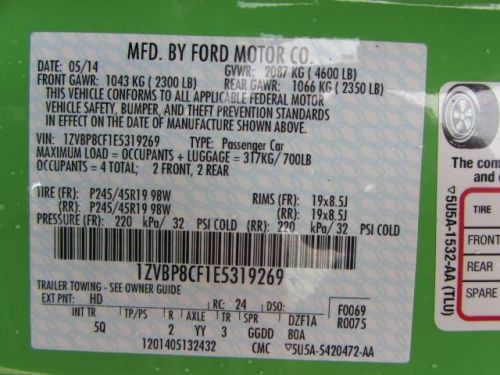 MFD. BY FORD MOTOR CO.
DATE: 05/14 GVWR: 2087 KG ( 4600 LB)
FRONT GAWR: 1043 KG ( 2300 LB) REAR GAWR: 1066 KG ( 2350 LB)
THIS VEHICLE CONFORMS TO ALL APPLICABLE FEDERAL MOTOR
VEHICLE SAFETY, BUMPER, AND THEFT PREVENTION STANDARDS
IN EFFECT ON THE DATE OF MANUFACTURE SHOWN ABOVE.
VIN: 1ZVBP8CF1E5319269 TYPE: Passenger Car
MAXIMUM LOAD = OCCUPANTS + LUGGAGE = 317KG/700LB
OCCUPANTS = 4 TOTAL; 2 FRONT, 2 REAR
TIRE (FR): P245/45R19 98W RIMS (FR): 19x8.5J
(RR): P245/45R19 98W (RR): 19x8.5J
PRESSURE (FR): 220 kPa/ 32 PSI COLD (RR): 220 kPa/ 32 PSI COLD
1ZVBP8CF1E5319269
TRAILER TOWING - SEE OWNER GUIDE
EXT PNT: HD RC: 24 DSO: F0069
INT TR TP/PS R AXLE TR SPR DZF1A R0075
5Q 2 YY 3 GGDD 80A
1201405132432 CMC ▽5U5A-5420472-AA
The com
and
TIRE
FRONT
REAR
SPARE
▽5U5A-1532-AA (TLU)